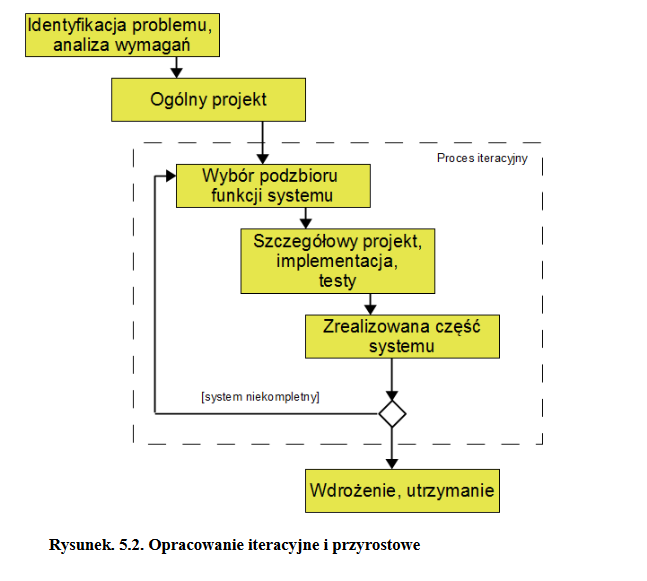 Identyfikacja problemu,
analiza wymagań
Ogólny projekt
Proces iteracyjny
Wybór podzbioru
funkcji systemu
Szczegółowy projekt,
implementacja,
testy
Zrealizowana część
systemu
[system niekompletny]
Wdrożenie, utrzymanie
Rysunek. 5.2. Opracowanie iteracyjne i przyrostowe